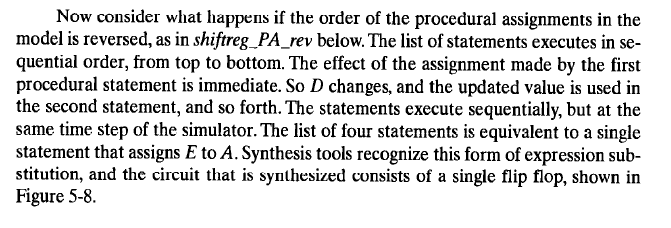 Now consider what happens if the order of the procedural assignments in the
model is reversed, as in shiftreg_PA_rev below. The list of statements executes in se-
quential order, from top to bottom. The effect of the assignment made by the first
procedural statement is immediate. So D changes, and the updated value is used in
the second statement, and so forth. The statements execute sequentially, but at the
same time step of the simulator. The list of four statements is equivalent to a single
statement that assigns E to A. Synthesis tools recognize this form of expression sub-
stitution, and the circuit that is synthesized consists of a single flip flop, shown in
Figure 5-8.